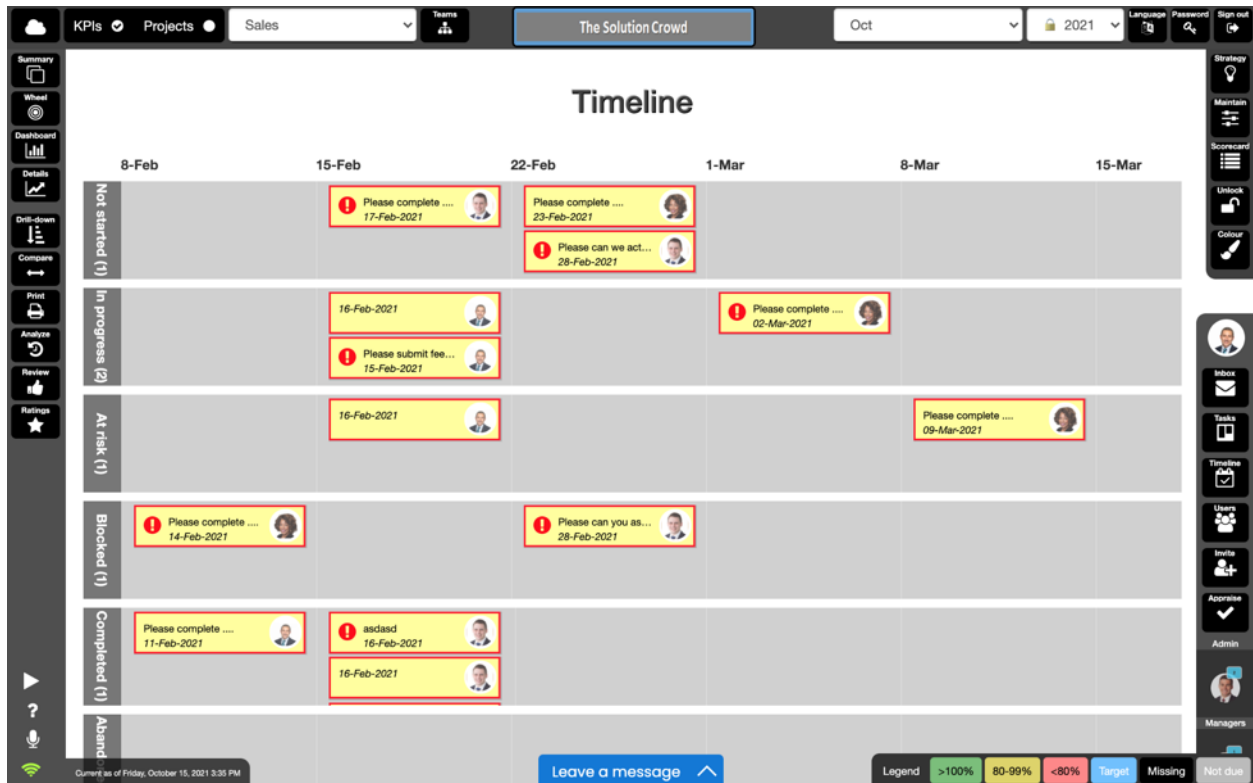 KPIs Projects Sales Teams The Solution Crowd Oct 2021 Language Password Sign out
Summary
Wheel
Dashboard
Details
Drill-down
Compare
Print
Analyze
Review
Ratings
Timeline
8-Feb 15-Feb 22-Feb 1-Mar 8-Mar 15-Mar
Not started (1)
Please complete ....
17-Feb-2021
Please complete ....
23-Feb-2021
Please can we act...
28-Feb-2021
In progress (2)
16-Feb-2021
Please submit fee...
15-Feb-2021
Please complete ....
02-Mar-2021
At risk (1)
16-Feb-2021
Please complete ....
09-Mar-2021
Blocked (1)
Please complete ....
14-Feb-2021
Please can you as...
28-Feb-2021
Completed (1)
Please complete ....
11-Feb-2021
asdasd
16-Feb-2021
16-Feb-2021
Abando
Strategy
Maintain
Scorecard
Unlock
Colour
Inbox
Tasks
Timeline
Users
Invite
Appraise
Admin
Managers
?
Current as of Friday, October 15, 2021 3:35 PM
Leave a message
Legend >100% 80-99% <80% Target Missing Not due